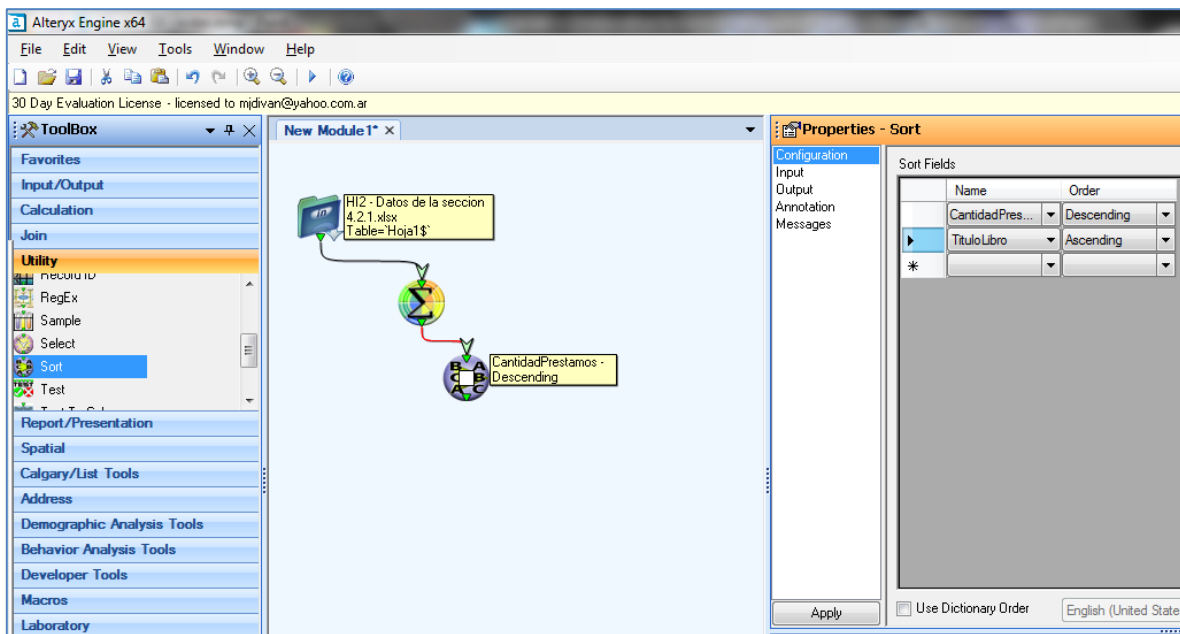 a Alteryx Engine x64
File Edit View Tools Window Help
30 Day Evaluation License - licensed to mjdivan@yahoo.com.ar
ToolBox
Favorites
Input/Output
Calculation
Join
Utility
Record ID
RegEx
Sample
Select
Sort
Test
Report/Presentation
Spatial
Calgary/List Tools
Address
Demographic Analysis Tools
Behavior Analysis Tools
Developer Tools
Macros
Laboratory
New Module1*
HI2 - Datos de la seccion
4.2.1.xlsx
Table=`Hoja1$`
Σ
B A
C B
A C
CantidadPrestamos -
Descending
Properties - Sort
Configuration
Input
Output
Annotation
Messages
Apply
Sort Fields
Name Order
CantidadPres... Descending
TituloLibro Ascending
*
Use Dictionary Order English (United State